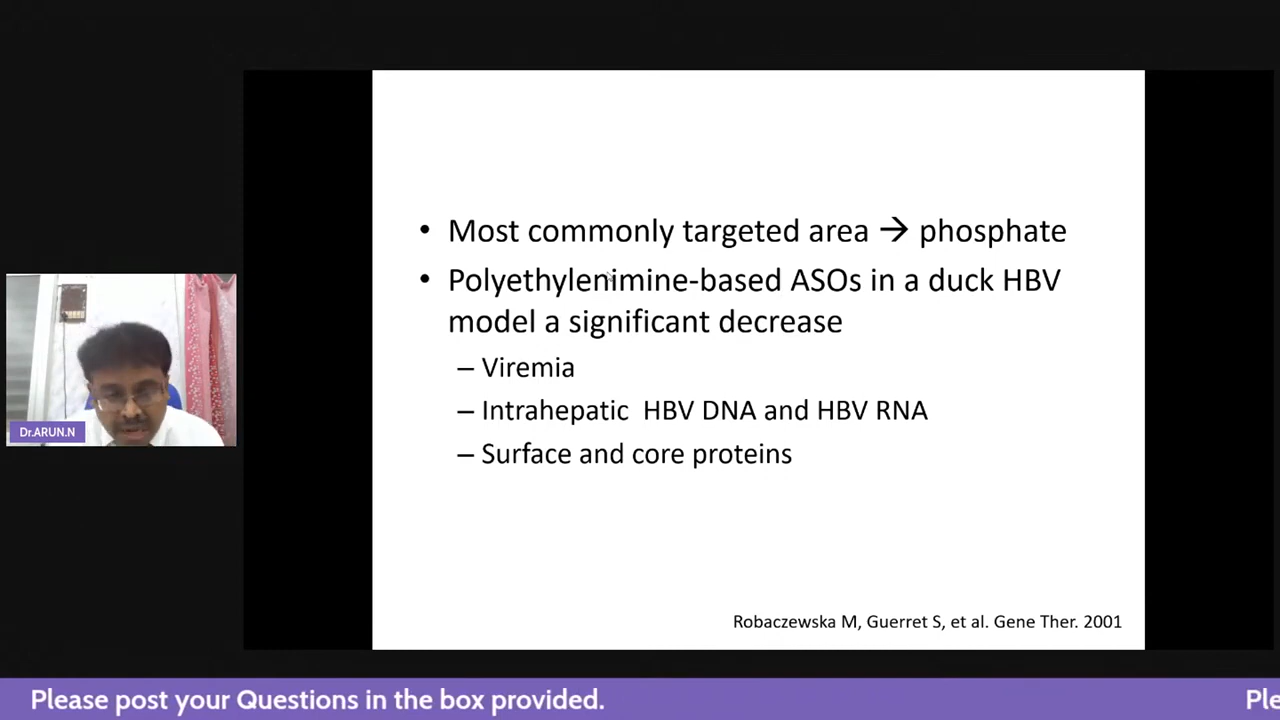 • Most commonly targeted area → phosphate
• Polyethylenimine-based ASOs in a duck HBV
model a significant decrease
– Viremia
– Intrahepatic HBV DNA and HBV RNA
– Surface and core proteins
Dr.ARUN.N
Robaczewska M, Guerret S, et al. Gene Ther. 2001
Please post your Questions in the box provided.
Ple